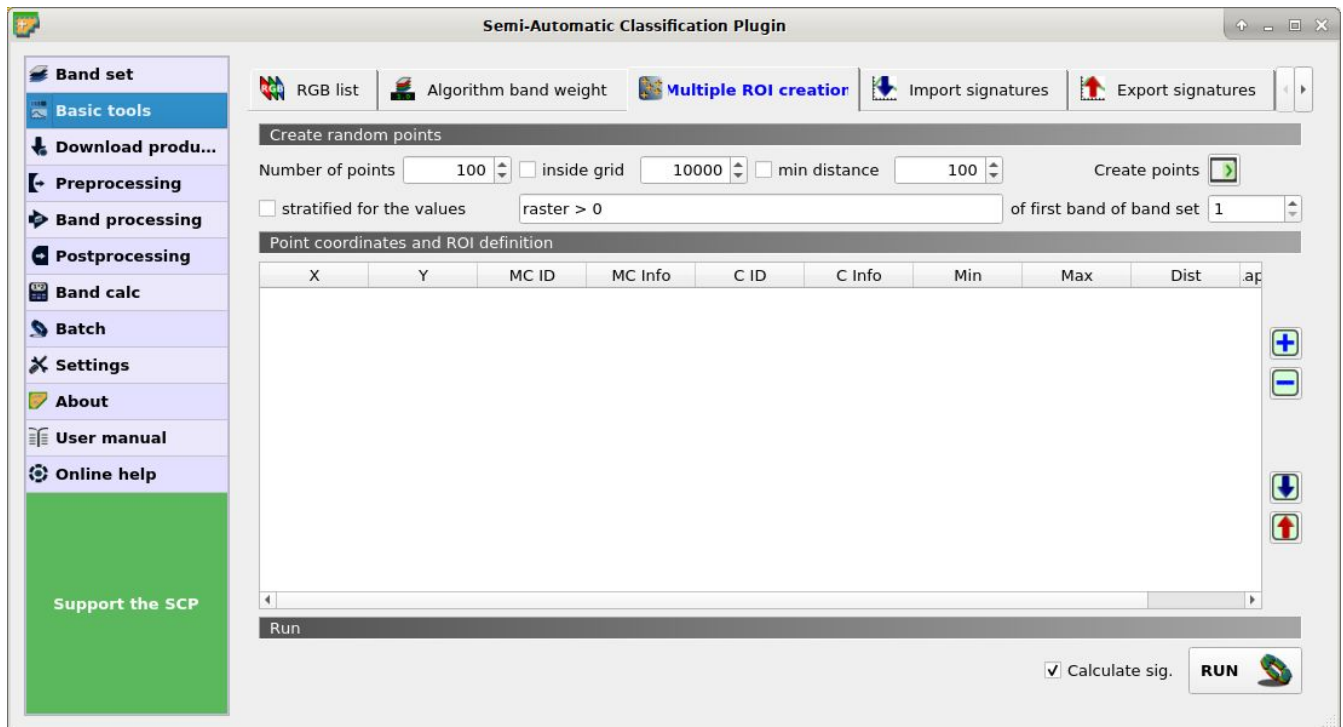 Semi-Automatic Classification Plugin
Band set
Basic tools
Download produ...
Preprocessing
Band processing
Postprocessing
Band calc
Batch
Settings
About
User manual
Online help
Support the SCP
RGB list
Algorithm band weight
Multiple ROI creation
Import signatures
Export signatures
Create random points
Number of points 100 inside grid 10000 min distance 100 Create points
stratified for the values raster > 0 of first band of band set 1
Point coordinates and ROI definition
X Y MC ID MC Info C ID C Info Min Max Dist .ap
Run
Calculate sig. RUN